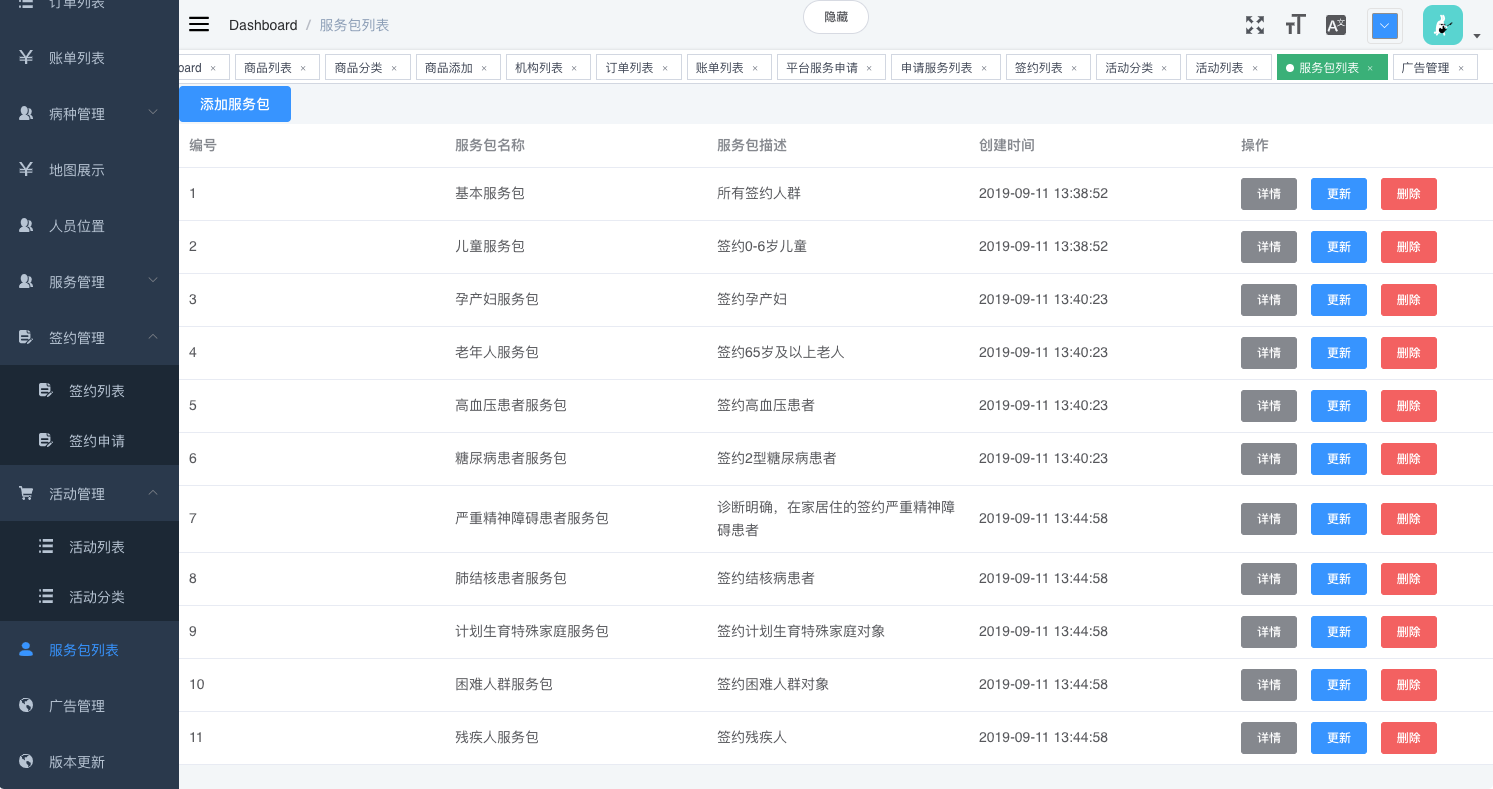 订单列表
账单列表
病种管理
地图展示
人员位置
服务管理
签约管理
签约列表
签约申请
活动管理
活动列表
活动分类
服务包列表
广告管理
版本更新
Dashboard / 服务包列表
隐藏
oard × 商品列表 × 商品分类 × 商品添加 × 机构列表 × 订单列表 × 账单列表 × 平台服务申请 × 申请服务列表 × 签约列表 × 活动分类 × 活动列表 × 服务包列表 × 广告管理 ×
添加服务包
编号 服务包名称 服务包描述 创建时间 操作
1 基本服务包 所有签约人群 2019-09-11 13:38:52 详情 更新 删除
2 儿童服务包 签约0-6岁儿童 2019-09-11 13:38:52 详情 更新 删除
3 孕产妇服务包 签约孕产妇 2019-09-11 13:40:23 详情 更新 删除
4 老年人服务包 签约65岁及以上老人 2019-09-11 13:40:23 详情 更新 删除
5 高血压患者服务包 签约高血压患者 2019-09-11 13:40:23 详情 更新 删除
6 糖尿病患者服务包 签约2型糖尿病患者 2019-09-11 13:40:23 详情 更新 删除
7 严重精神障碍患者服务包 诊断明确，在家居住的签约严重精神障
碍患者 2019-09-11 13:44:58 详情 更新 删除
8 肺结核患者服务包 签约结核病患者 2019-09-11 13:44:58 详情 更新 删除
9 计划生育特殊家庭服务包 签约计划生育特殊家庭对象 2019-09-11 13:44:58 详情 更新 删除
10 困难人群服务包 签约困难人群对象 2019-09-11 13:44:58 详情 更新 删除
11 残疾人服务包 签约残疾人 2019-09-11 13:44:58 详情 更新 删除